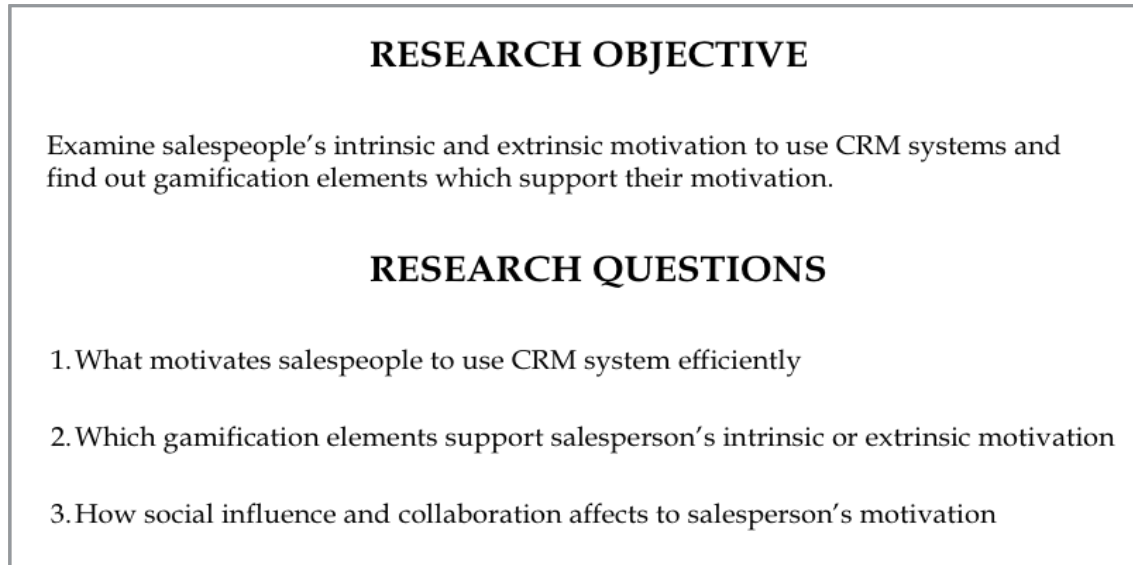 RESEARCH OBJECTIVE
Examine salespeople’s intrinsic and extrinsic motivation to use CRM systems and
find out gamification elements which support their motivation.
RESEARCH QUESTIONS
1. What motivates salespeople to use CRM system efficiently
2. Which gamification elements support salesperson’s intrinsic or extrinsic motivation
3. How social influence and collaboration affects to salesperson’s motivation